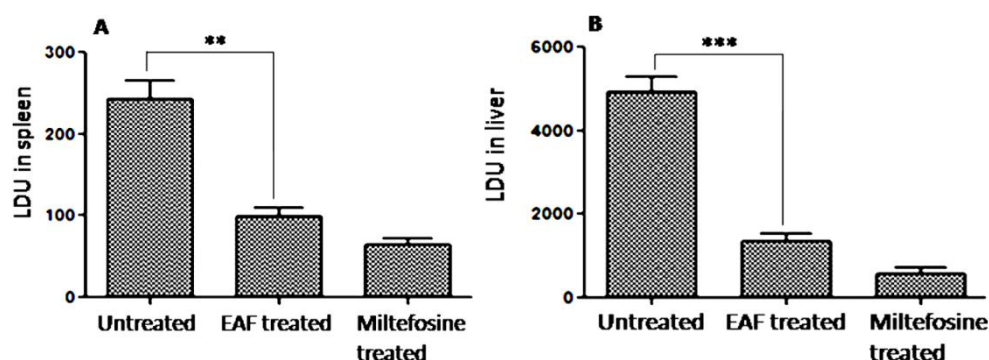 A
**
300
200
100
0
LDU in spleen
Untreated
EAF treated
Miltefosine
treated
B
***
6000
4000
2000
0
LDU in liver
Untreated
EAF treated
Miltefosine
treated